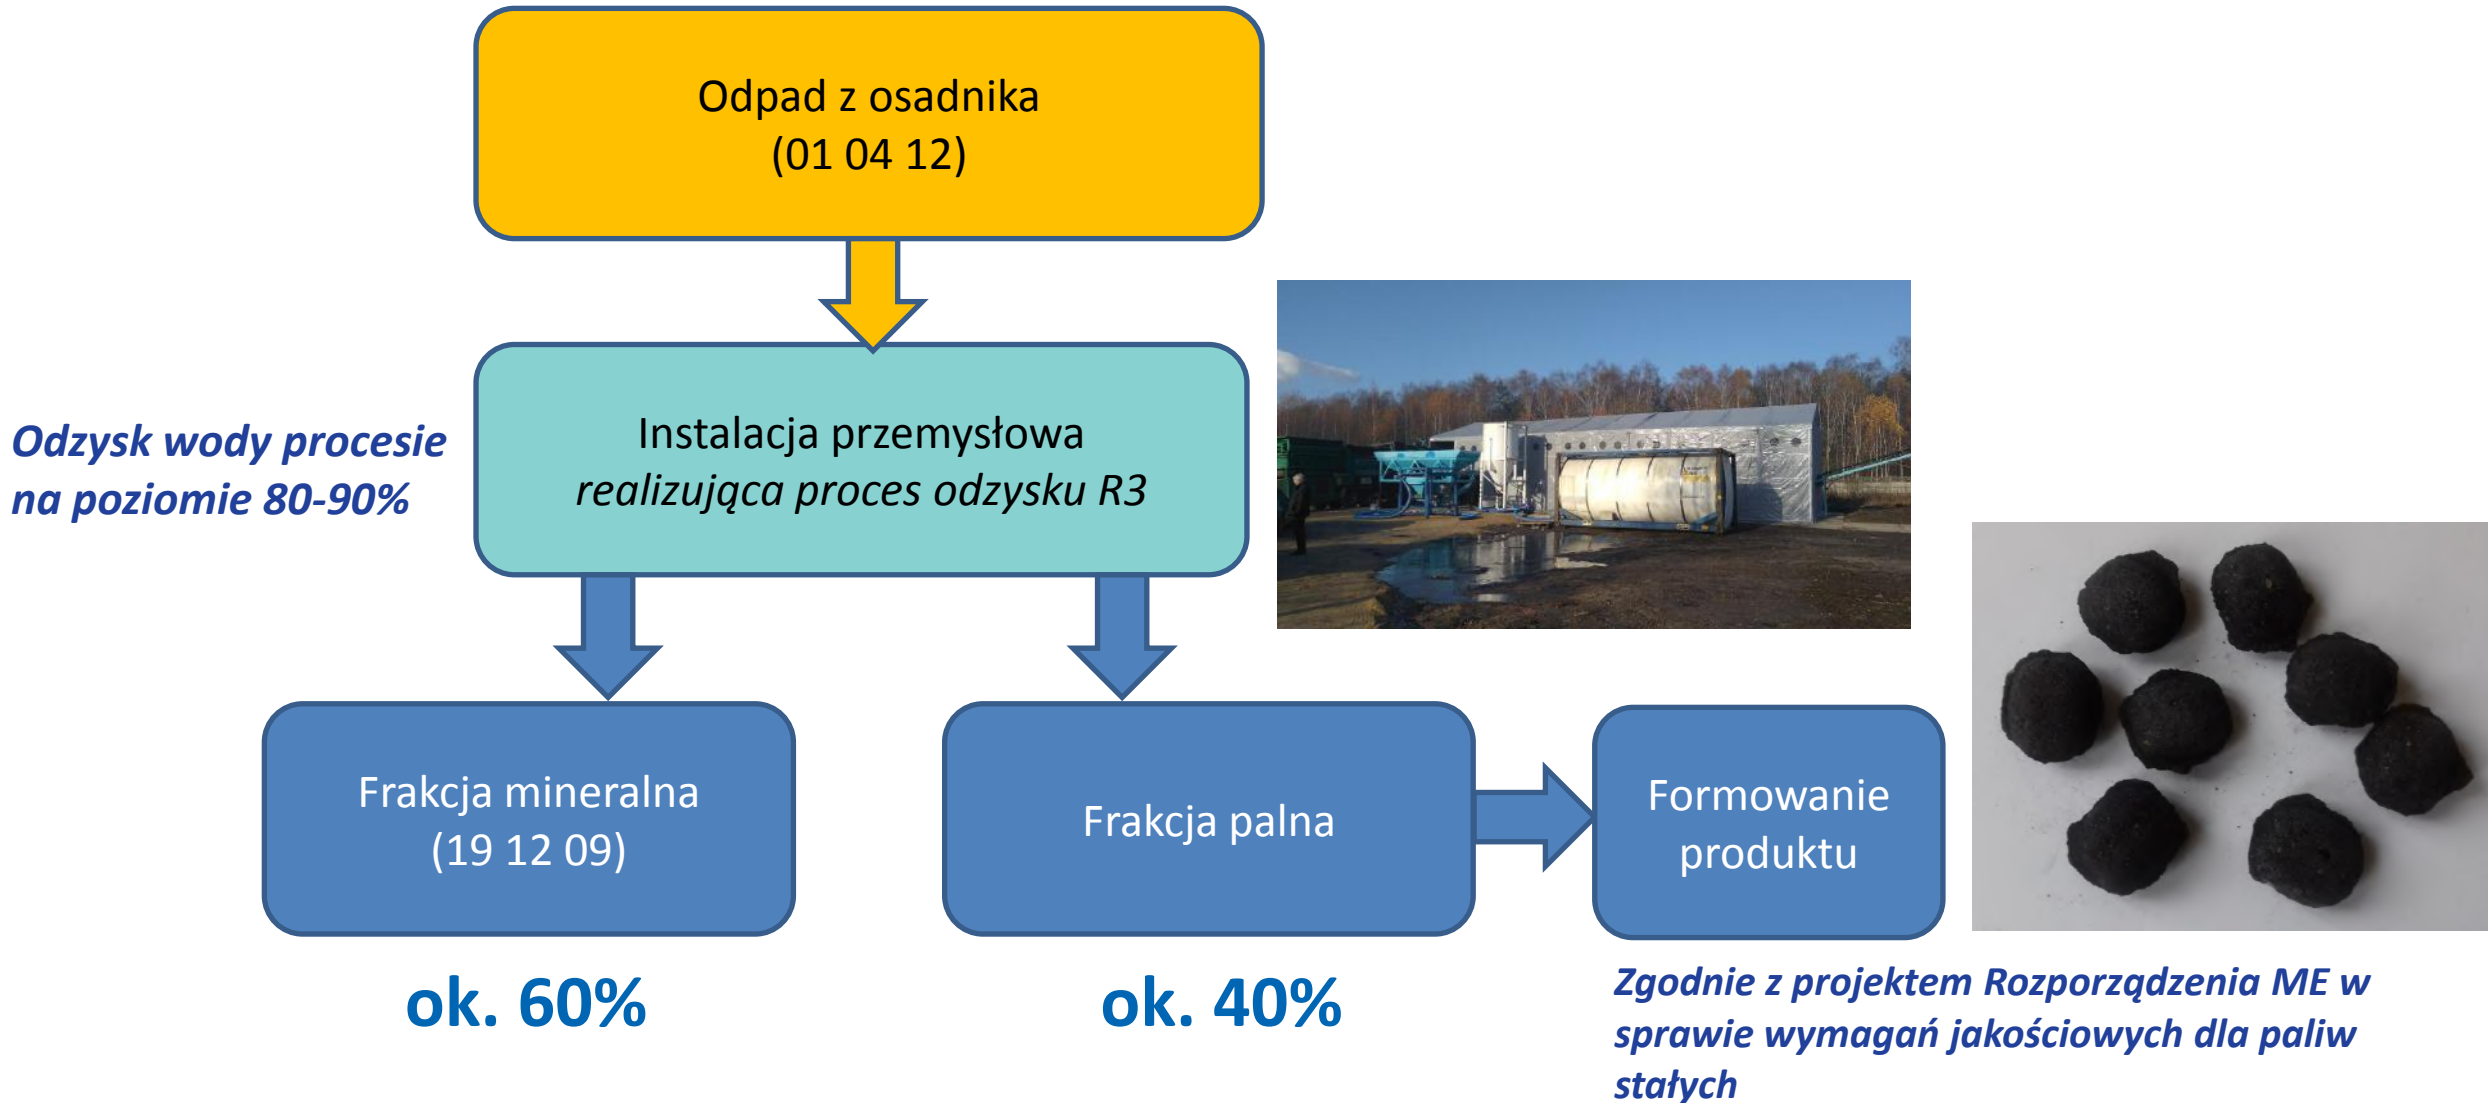 Odpad z osadnika
(01 04 12)
Odzysk wody procesie
na poziomie 80-90%
Instalacja przemysłowa
realizująca proces odzysku R3
Frakcja mineralna
(19 12 09)
Frakcja palna
Formowanie
produktu
ok. 60%
ok. 40%
Zgodnie z projektem Rozporządzenia ME w
sprawie wymagań jakościowych dla paliw
stałych